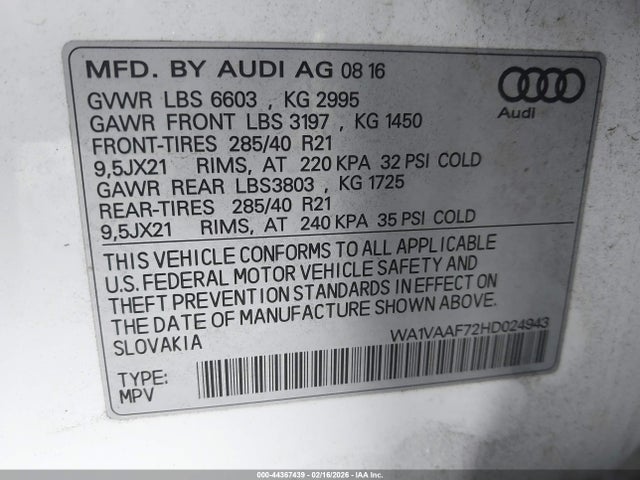 MFD. BY AUDI AG 08 16
GVWR LBS 6603 , KG 2995
GAWR FRONT LBS 3197 , KG 1450
FRONT-TIRES 285/40 R21
9,5JX21 RIMS, AT 220 KPA 32 PSI COLD
GAWR REAR LBS3803 , KG 1725
REAR-TIRES 285/40 R21
9,5JX21 RIMS, AT 240 KPA 35 PSI COLD
Audi
THIS VEHICLE CONFORMS TO ALL APPLICABLE
U.S. FEDERAL MOTOR VEHICLE SAFETY AND
THEFT PREVENTION STANDARDS IN EFFECT ON
THE DATE OF MANUFACTURE SHOWN ABOVE.
SLOVAKIA
WA1VAAF72HD024943
TYPE:
MPV
000-44367439 - 02/16/2026 - IAA Inc.